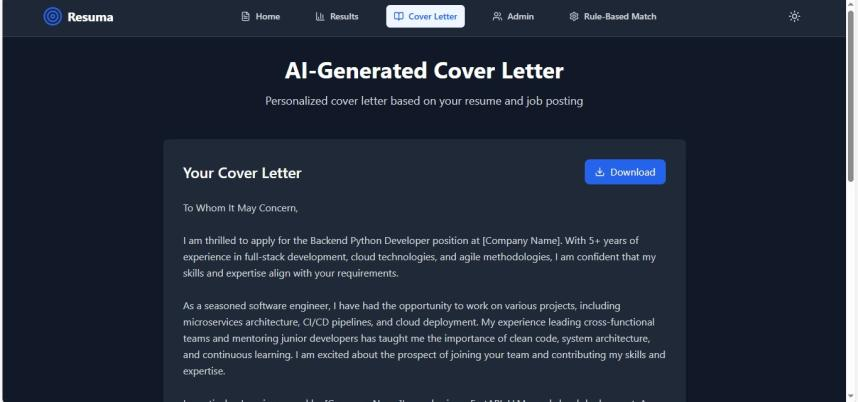 Resuma
Home
Results
Cover Letter
Admin
Rule-Based Match
AI-Generated Cover Letter
Personalized cover letter based on your resume and job posting
Your Cover Letter
Download
To Whom It May Concern,
I am thrilled to apply for the Backend Python Developer position at [Company Name]. With 5+ years of
experience in full-stack development, cloud technologies, and agile methodologies, I am confident that my
skills and expertise align with your requirements.
As a seasoned software engineer, I have had the opportunity to work on various projects, including
microservices architecture, CI/CD pipelines, and cloud deployment. My experience leading cross-functional
teams and mentoring junior developers has taught me the importance of clean code, system architecture,
and continuous learning. I am excited about the prospect of joining your team and contributing my skills and
expertise.